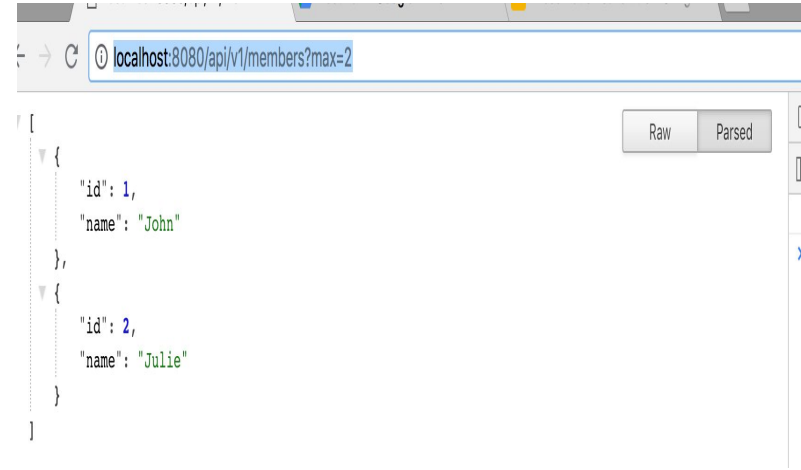 localhost:8080/api/v1/members?max=2
Raw Parsed
[
{
"id": 1,
"name": "John"
},
{
"id": 2,
"name": "Julie"
}
]